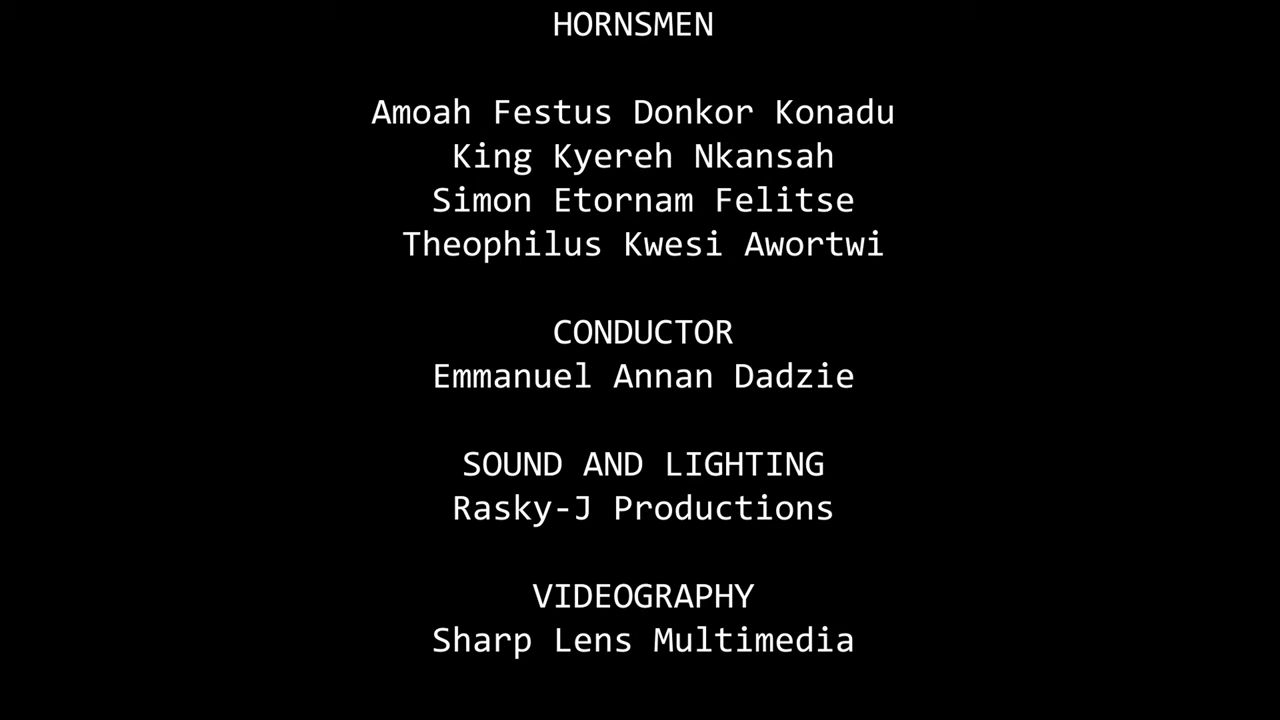 HORNSMEN
Amoah Festus Donkor Konadu
King Kyereh Nkansah
Simon Etornam Felitse
Theophilus Kwesi Awortwi
CONDUCTOR
Emmanuel Annan Dadzie
SOUND AND LIGHTING
Rasky-J Productions
VIDEOGRAPHY
Sharp Lens Multimedia